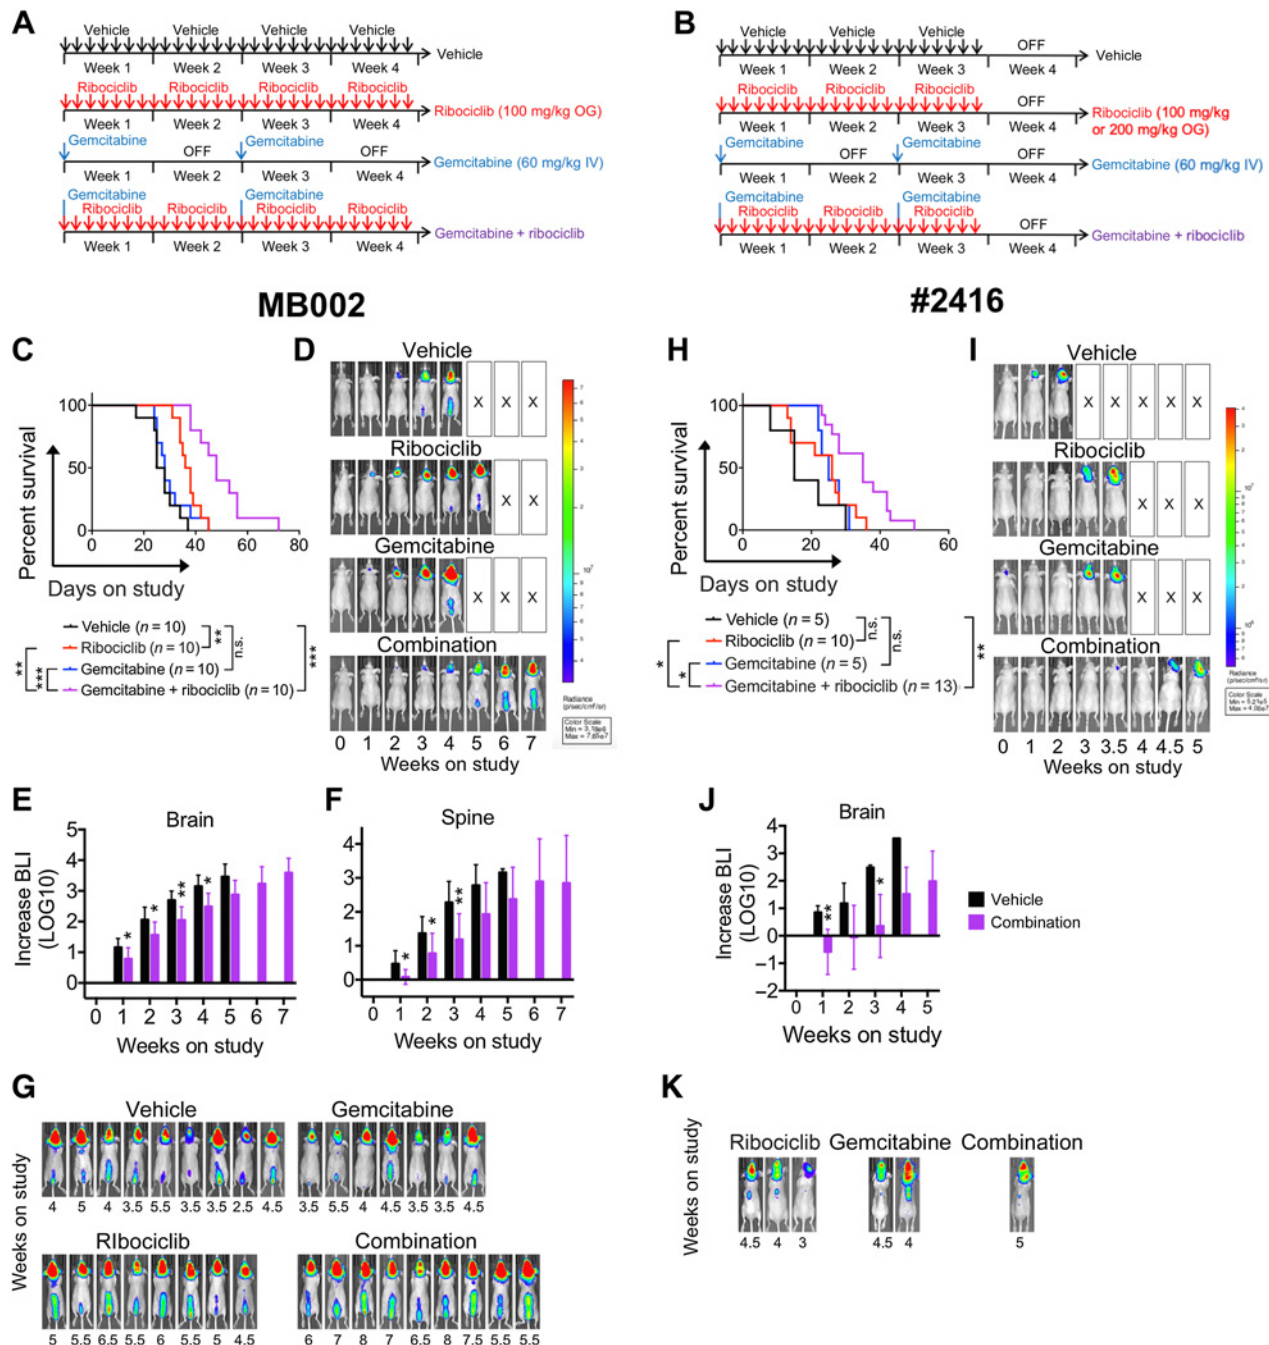 A
Vehicle Vehicle Vehicle Vehicle
Vehicle
Week 1 Week 2 Week 3 Week 4
Ribociclib Ribociclib Ribociclib Ribociclib
Ribociclib (100 mg/kg OG)
Week 1 Week 2 Week 3 Week 4
Gemcitabine OFF Gemcitabine OFF
Gemcitabine (60 mg/kg IV)
Week 1 Week 2 Week 3 Week 4
Gemcitabine Gemcitabine
Ribociclib Ribociclib Ribociclib Ribociclib
Gemcitabine + ribociclib
Week 1 Week 2 Week 3 Week 4
B
Vehicle Vehicle Vehicle OFF
Vehicle
Week 1 Week 2 Week 3 Week 4
Ribociclib Ribociclib Ribociclib OFF
Ribociclib (100 mg/kg
or 200 mg/kg OG)
Week 1 Week 2 Week 3 Week 4
Gemcitabine OFF Gemcitabine OFF
Gemcitabine (60 mg/kg IV)
Week 1 Week 2 Week 3 Week 4
Gemcitabine Gemcitabine
Ribociclib Ribociclib Ribociclib OFF
Gemcitabine + ribociclib
Week 1 Week 2 Week 3 Week 4
MB002
#2416
C
Percent survival
100
50
0
0 20 40 60 80
Days on study
Vehicle (n = 10)
Ribociclib (n = 10)
Gemcitabine (n = 10)
Gemcitabine + ribociclib (n = 10)
** n.s. *** ** ***
D
Vehicle
X X X
Ribociclib
X X
Gemcitabine
X X X
Combination
0 1 2 3 4 5 6 7
Weeks on study
10⁷
Radiance
(p/sec/cm²/sr)
Color Scale
H
Percent survival
100
50
0
0 20 40 60
Days on study
Vehicle (n = 5)
Ribociclib (n = 10)
Gemcitabine (n = 5)
Gemcitabine + ribociclib (n = 13)
n.s. n.s. ** * *
I
Vehicle
X X X X X
Ribociclib
X X X
Gemcitabine
X X X
Combination
0 1 2 3 3.5 4 4.5 5
Weeks on study
10⁷
Radiance
(p/sec/cm²/sr)
Color Scale
E
Brain
Increase BLI
(LOG10)
5
4
3
2
1
0
* * ** *
0 1 2 3 4 5 6 7
Weeks on study
F
Spine
4
3
2
1
0
* * **
0 1 2 3 4 5 6 7
Weeks on study
J
Brain
Increase BLI
(LOG10)
4
3
2
1
0
−1
−2
** *
0 1 2 3 4 5
Weeks on study
Vehicle
Combination
G
Weeks on study
Vehicle
4 5 4 3.5 5.5 3.5 3.5 2.5 4.5
Gemcitabine
3.5 5.5 4 4.5 3.5 3.5 4.5
RIbociclib
5 5.5 6.5 5.5 6 5.5 5 4.5
Combination
6 7 8 7 6.5 8 7.5 5.5 5.5
K
Weeks on study
Ribociclib
4.5 4 3
Gemcitabine
4.5 4
Combination
5